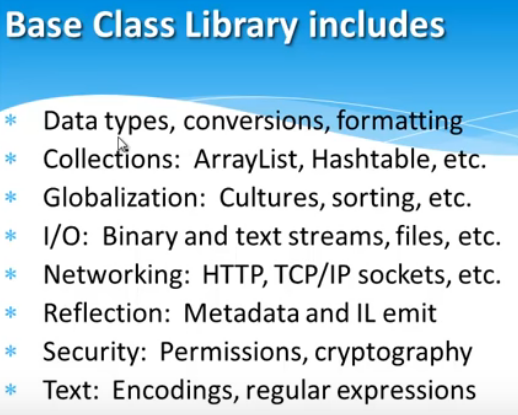 Base Class Library includes
* Data types, conversions, formatting
* Collections: ArrayList, Hashtable, etc.
* Globalization: Cultures, sorting, etc.
* I/O: Binary and text streams, files, etc.
* Networking: HTTP, TCP/IP sockets, etc.
* Reflection: Metadata and IL emit
* Security: Permissions, cryptography
* Text: Encodings, regular expressions